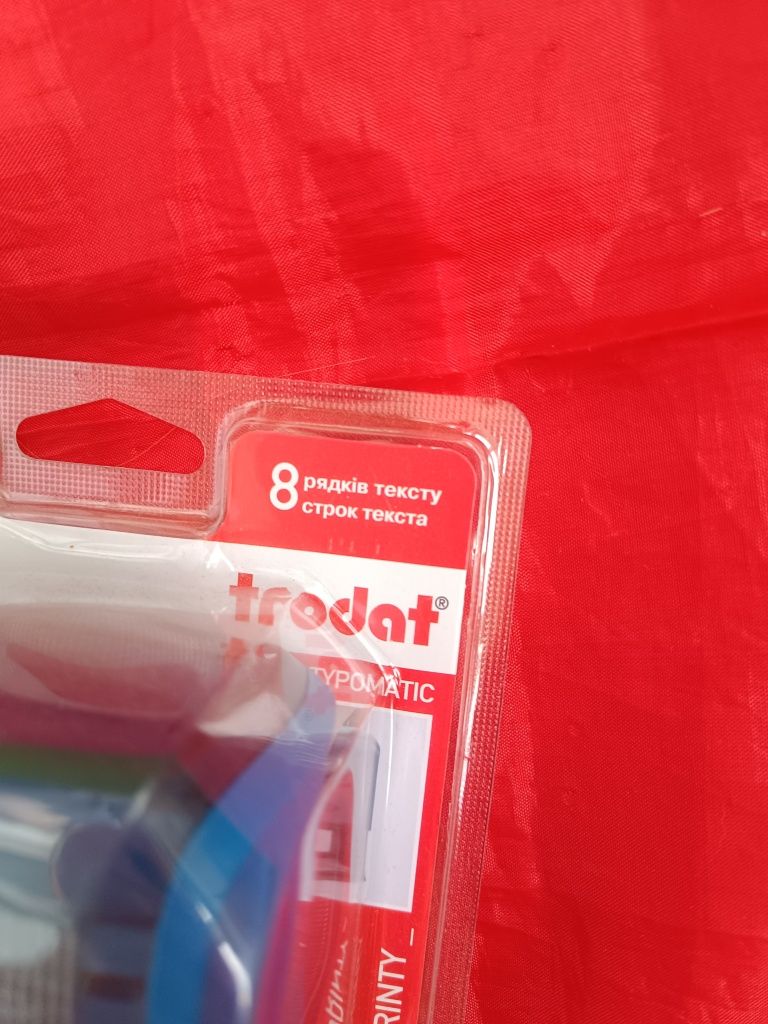 8 рядків тексту
строк текста
trodat®
TYPOMATIC